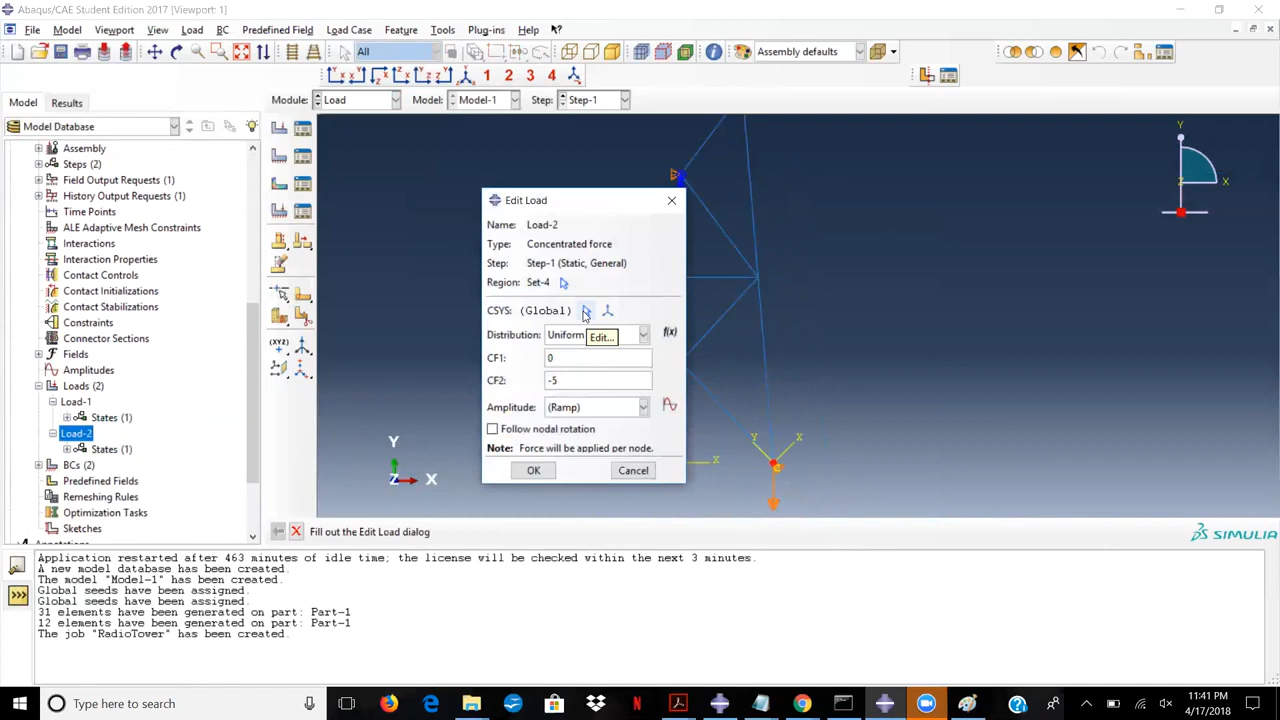 Abaqus/CAE Student Edition 2017 - [Viewport: 1]
File Model Viewport View Load BC Predefined Field Load Case Feature Tools Plug-ins Help
All
Assembly defaults
1 2 3 4
Model Results
Module: Load Model: Model-1 Step: Step-1
Model Database
Assembly
Steps (2)
Field Output Requests (1)
History Output Requests (1)
Time Points
ALE Adaptive Mesh Constraints
Interactions
Interaction Properties
Contact Controls
Contact Initializations
Contact Stabilizations
Constraints
Connector Sections
Fields
Amplitudes
Loads (2)
Load-1
States (1)
Load-2
States (1)
BCs (2)
Predefined Fields
Remeshing Rules
Optimization Tasks
Sketches
(XYZ)
Edit Load
Name: Load-2
Type: Concentrated force
Step: Step-1 (Static, General)
Region: Set-4
CSYS: (Global)
Distribution: Uniform f(x)
Edit...
CF1: 0
CF2: -5
Amplitude: (Ramp)
Follow nodal rotation
Note: Force will be applied per node.
OK Cancel
Y
Z X
Y
Z X
Y X
X
Fill out the Edit Load dialog
SIMULIA
Application restarted after 463 minutes of idle time; the license will be checked within the next 3 minutes.
A new model database has been created.
The model "Model-1" has been created.
Global seeds have been assigned.
Global seeds have been assigned.
31 elements have been generated on part: Part-1
12 elements have been generated on part: Part-1
The job "RadioTower" has been created.
>>>
Type here to search
11:41 PM
4/17/2018